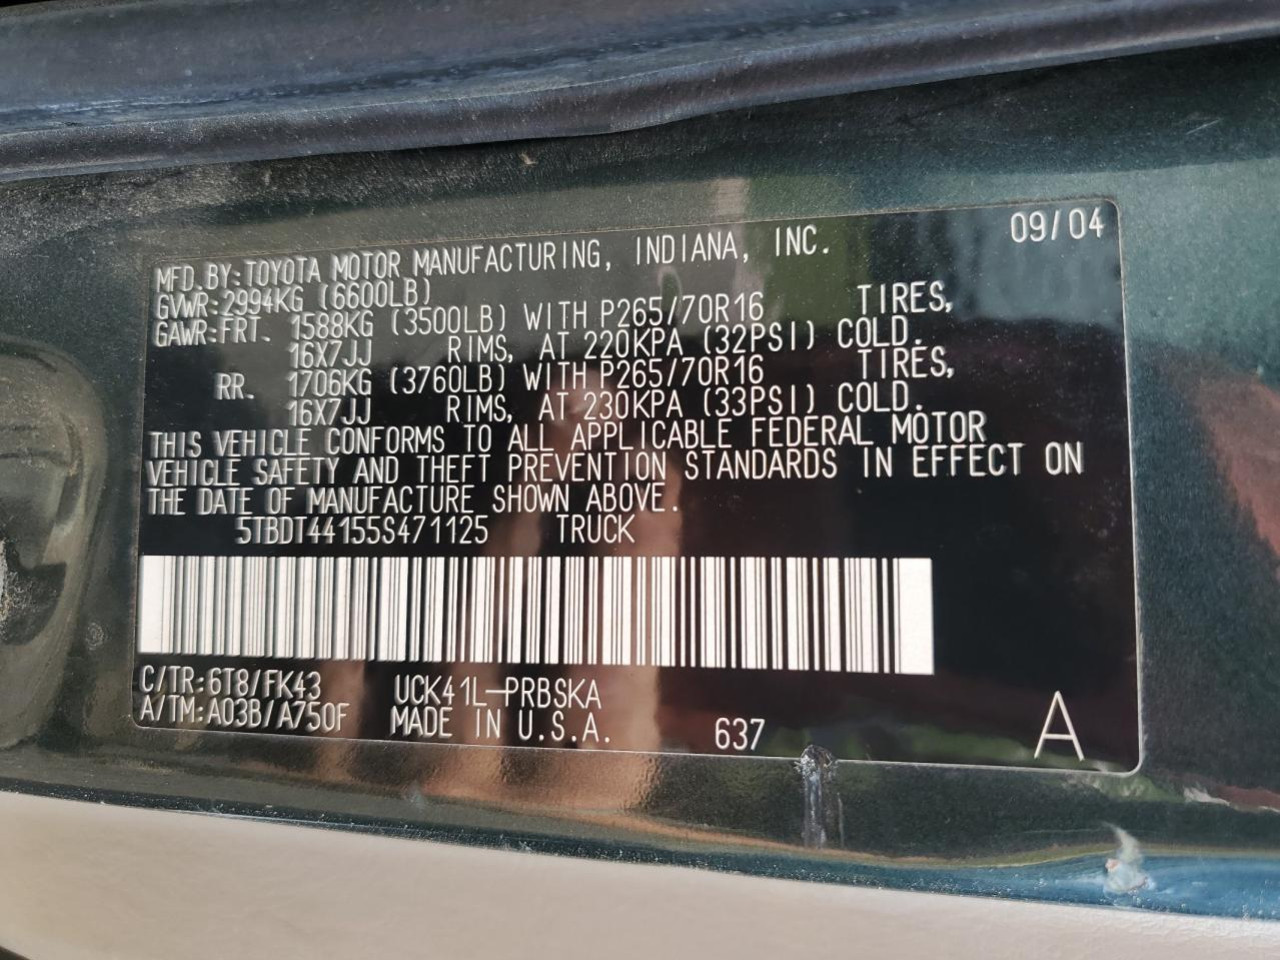 09/04
MFD.BY:TOYOTA MOTOR MANUFACTURING, INDIANA, INC.
GVWR:2994KG (6600LB)
GAWR:FRT. 1588KG (3500LB) WITH P265/70R16 TIRES,
16X7JJ RIMS, AT 220KPA (32PSI) COLD.
RR. 1706KG (3760LB) WITH P265/70R16 TIRES,
16X7JJ RIMS, AT 230KPA (33PSI) COLD.
THIS VEHICLE CONFORMS TO ALL APPLICABLE FEDERAL MOTOR
VEHICLE SAFETY AND THEFT PREVENTION STANDARDS IN EFFECT ON
THE DATE OF MANUFACTURE SHOWN ABOVE.
5TBDT44155S471125 TRUCK
C/TR:6T8/FK43 UCK41L-PRBSKA
A/TM:A03B/A750F MADE IN U.S.A. 637 A